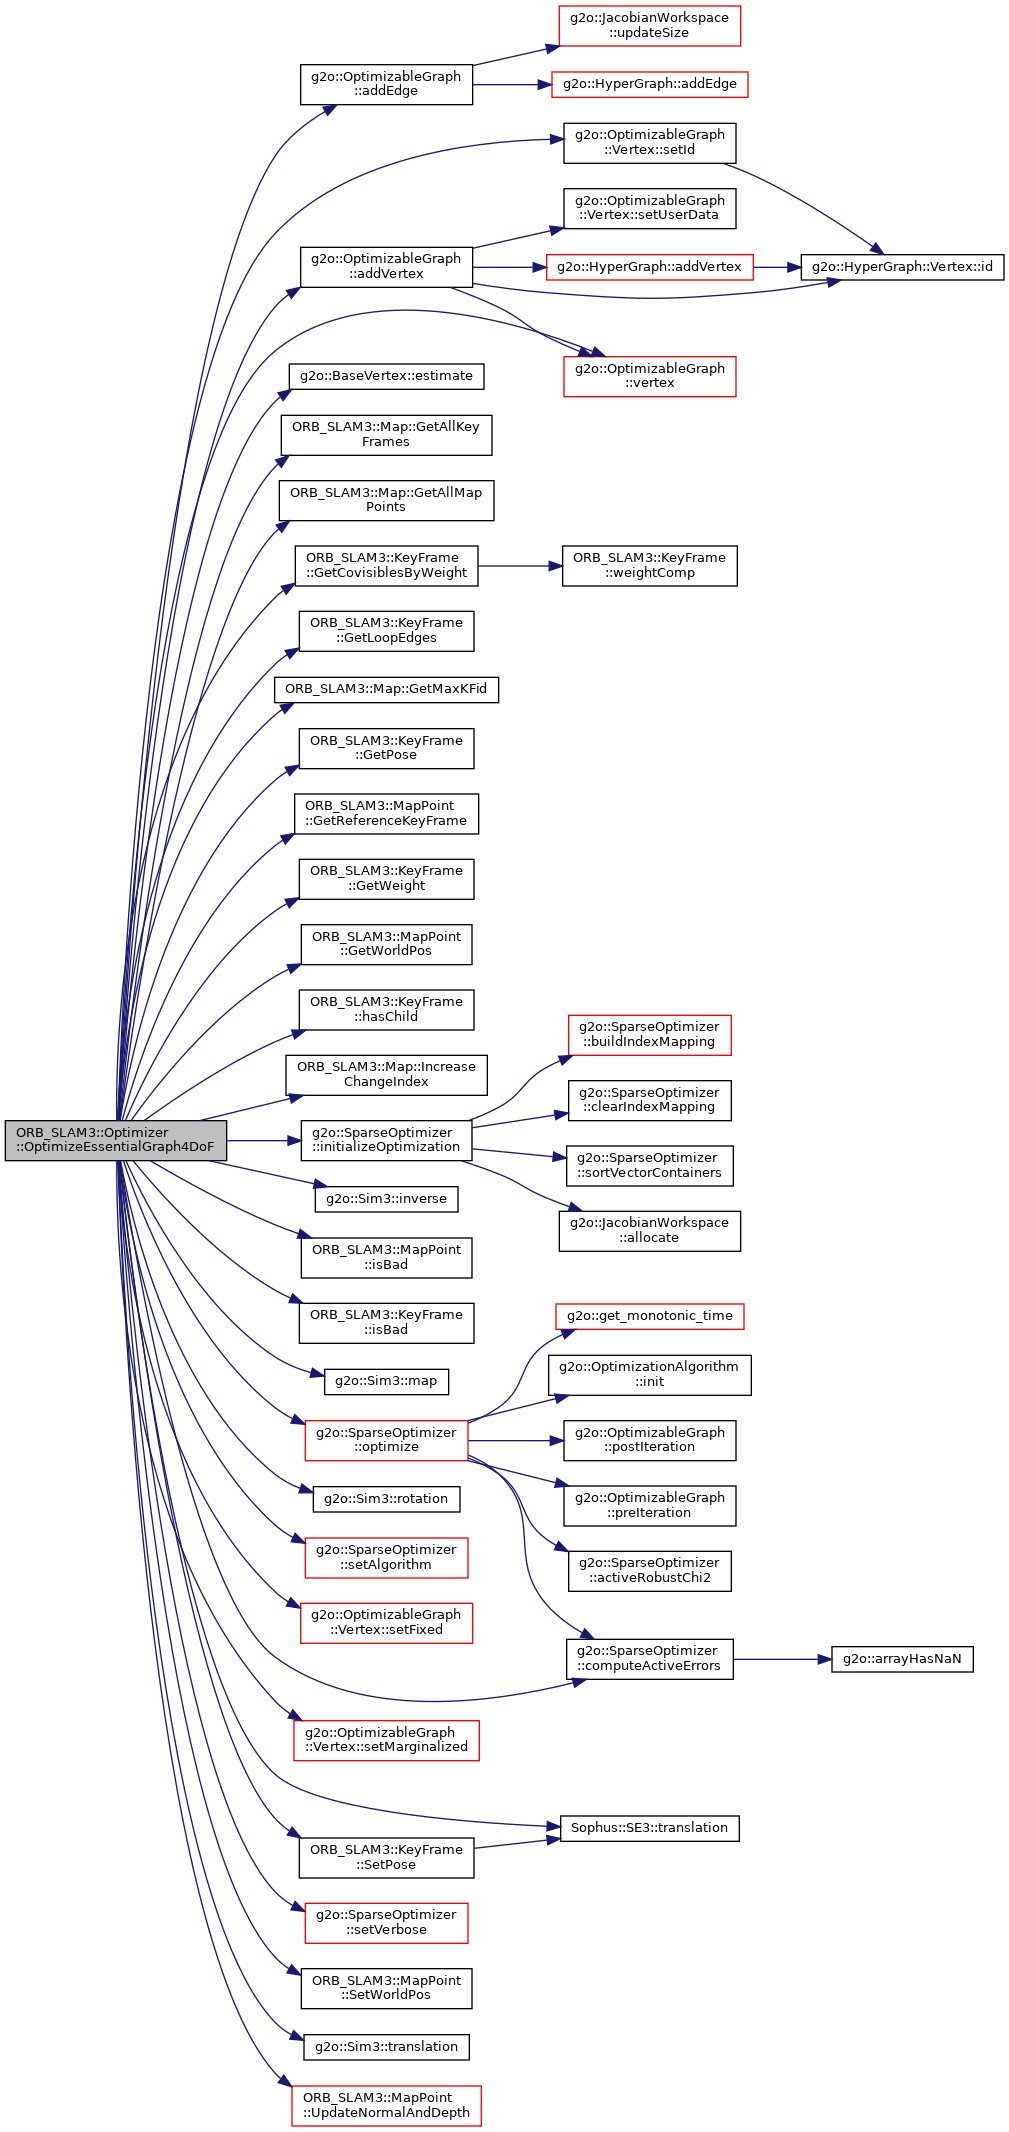 g2o::JacobianWorkspace
::updateSize
g2o::OptimizableGraph
::addEdge
g2o::HyperGraph::addEdge
g2o::OptimizableGraph
::Vertex::setId
g2o::OptimizableGraph
::Vertex::setUserData
g2o::OptimizableGraph
::addVertex
g2o::HyperGraph::addVertex
g2o::HyperGraph::Vertex::id
g2o::OptimizableGraph
::vertex
g2o::BaseVertex::estimate
ORB_SLAM3::Map::GetAllKey
Frames
ORB_SLAM3::Map::GetAllMap
Points
ORB_SLAM3::KeyFrame
::GetCovisiblesByWeight
ORB_SLAM3::KeyFrame
::weightComp
ORB_SLAM3::KeyFrame
::GetLoopEdges
ORB_SLAM3::Map::GetMaxKFid
ORB_SLAM3::KeyFrame
::GetPose
ORB_SLAM3::MapPoint
::GetReferenceKeyFrame
ORB_SLAM3::KeyFrame
::GetWeight
ORB_SLAM3::MapPoint
::GetWorldPos
ORB_SLAM3::KeyFrame
::hasChild
ORB_SLAM3::Map::Increase
ChangeIndex
ORB_SLAM3::Optimizer
::OptimizeEssentialGraph4DoF
g2o::SparseOptimizer
::initializeOptimization
g2o::SparseOptimizer
::buildIndexMapping
g2o::SparseOptimizer
::clearIndexMapping
g2o::SparseOptimizer
::sortVectorContainers
g2o::JacobianWorkspace
::allocate
g2o::Sim3::inverse
ORB_SLAM3::MapPoint
::isBad
ORB_SLAM3::KeyFrame
::isBad
g2o::Sim3::map
g2o::SparseOptimizer
::optimize
g2o::get_monotonic_time
g2o::OptimizationAlgorithm
::init
g2o::OptimizableGraph
::postIteration
g2o::OptimizableGraph
::preIteration
g2o::SparseOptimizer
::activeRobustChi2
g2o::SparseOptimizer
::computeActiveErrors
g2o::arrayHasNaN
g2o::Sim3::rotation
g2o::SparseOptimizer
::setAlgorithm
g2o::OptimizableGraph
::Vertex::setFixed
g2o::OptimizableGraph
::Vertex::setMarginalized
Sophus::SE3::translation
ORB_SLAM3::KeyFrame
::SetPose
g2o::SparseOptimizer
::setVerbose
ORB_SLAM3::MapPoint
::SetWorldPos
g2o::Sim3::translation
ORB_SLAM3::MapPoint
::UpdateNormalAndDepth